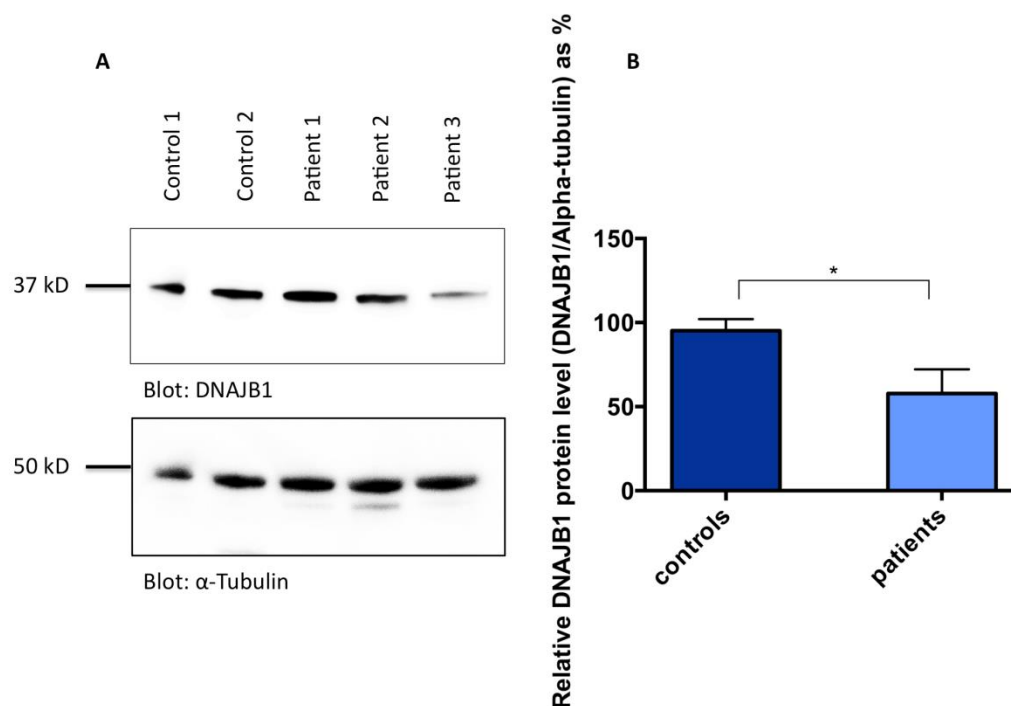 A
Control 1
Control 2
Patient 1
Patient 2
Patient 3
37 kD
Blot: DNAJB1
50 kD
Blot: α-Tubulin
B
Relative DNAJB1 protein level (DNAJB1/Alpha-tubulin) as %
150
*
100
50
0
controls
patients